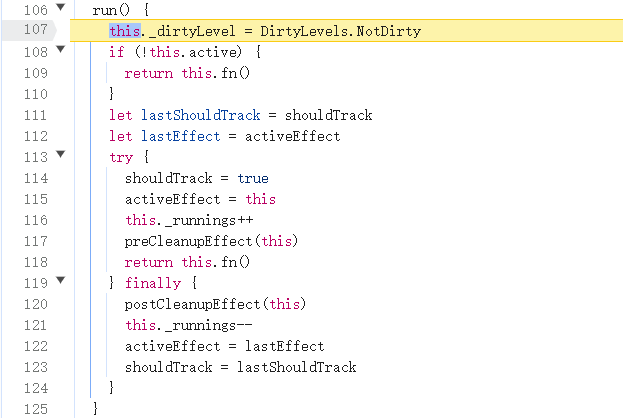 106 run() {
107 this._dirtyLevel = DirtyLevels.NotDirty
108 if (!this.active) {
109 return this.fn()
110 }
111 let lastShouldTrack = shouldTrack
112 let lastEffect = activeEffect
113 try {
114 shouldTrack = true
115 activeEffect = this
116 this._runnings++
117 preCleanupEffect(this)
118 return this.fn()
119 } finally {
120 postCleanupEffect(this)
121 this._runnings--
122 activeEffect = lastEffect
123 shouldTrack = lastShouldTrack
124 }
125 }